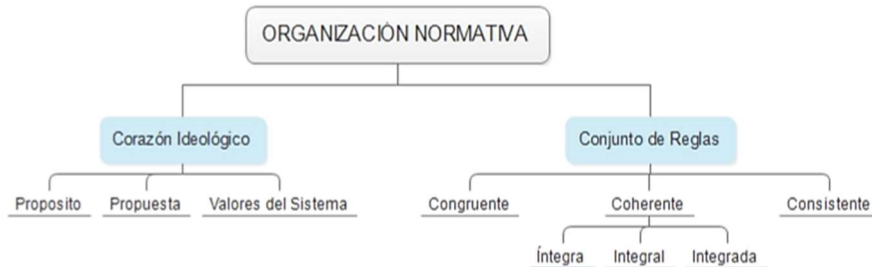 ORGANIZACIÓN NORMATIVA
Corazón Ideológico
Conjunto de Reglas
Proposito
Propuesta
Valores del Sistema
Congruente
Coherente
Consistente
Íntegra
Integral
Integrada